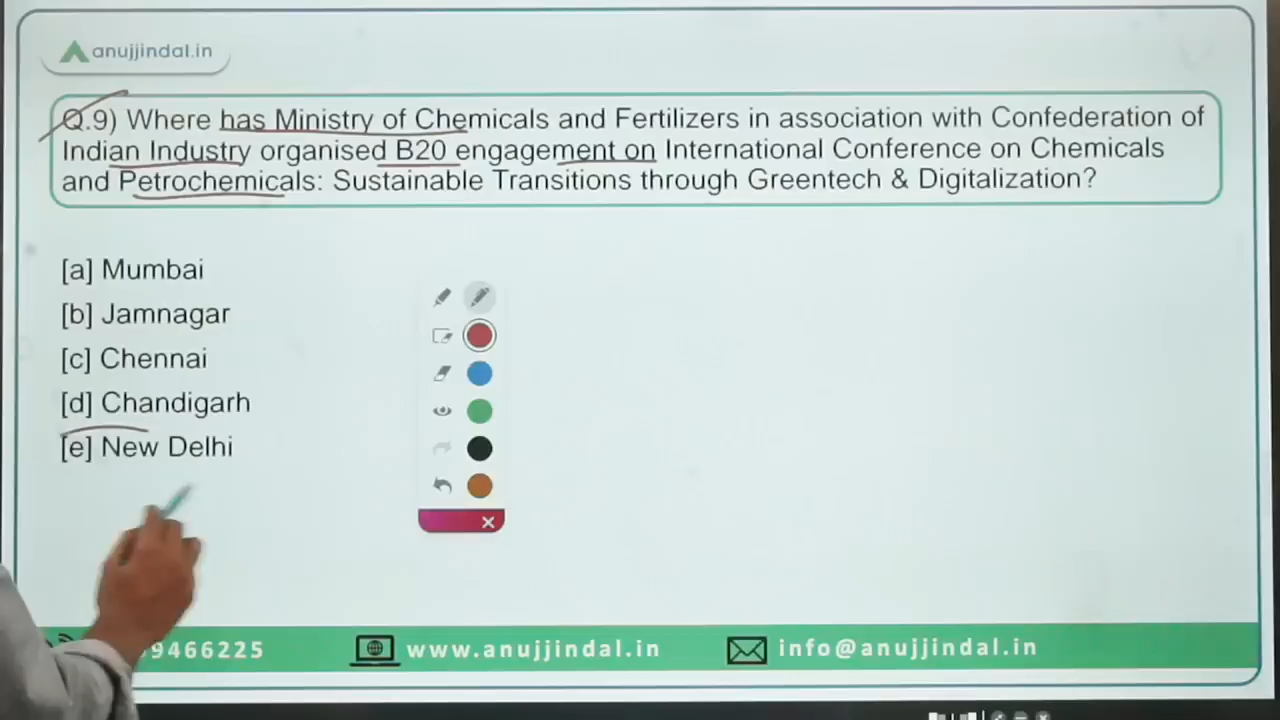 anujjindal.in
Q.9) Where has Ministry of Chemicals and Fertilizers in association with Confederation of
Indian Industry organised B20 engagement on International Conference on Chemicals
and Petrochemicals: Sustainable Transitions through Greentech & Digitalization?
[a] Mumbai
[b] Jamnagar
[c] Chennai
[d] Chandigarh
[e] New Delhi
9466225
www.anujjindal.in
info@anujjindal.in